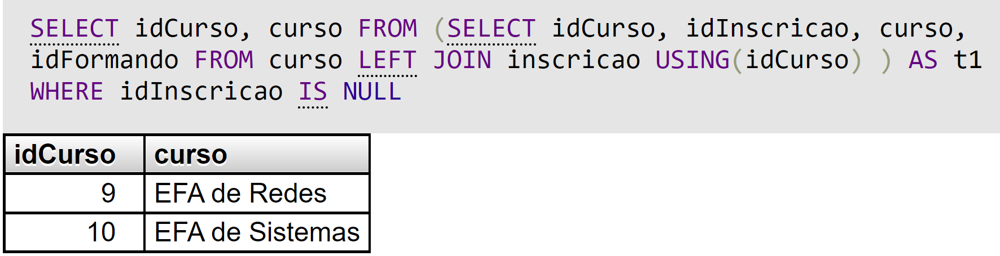 SELECT idCurso, curso FROM (SELECT idCurso, idInscricao, curso,
idFormando FROM curso LEFT JOIN inscricao USING(idCurso) ) AS t1
WHERE idInscricao IS NULL
idCurso curso
9 EFA de Redes
10 EFA de Sistemas